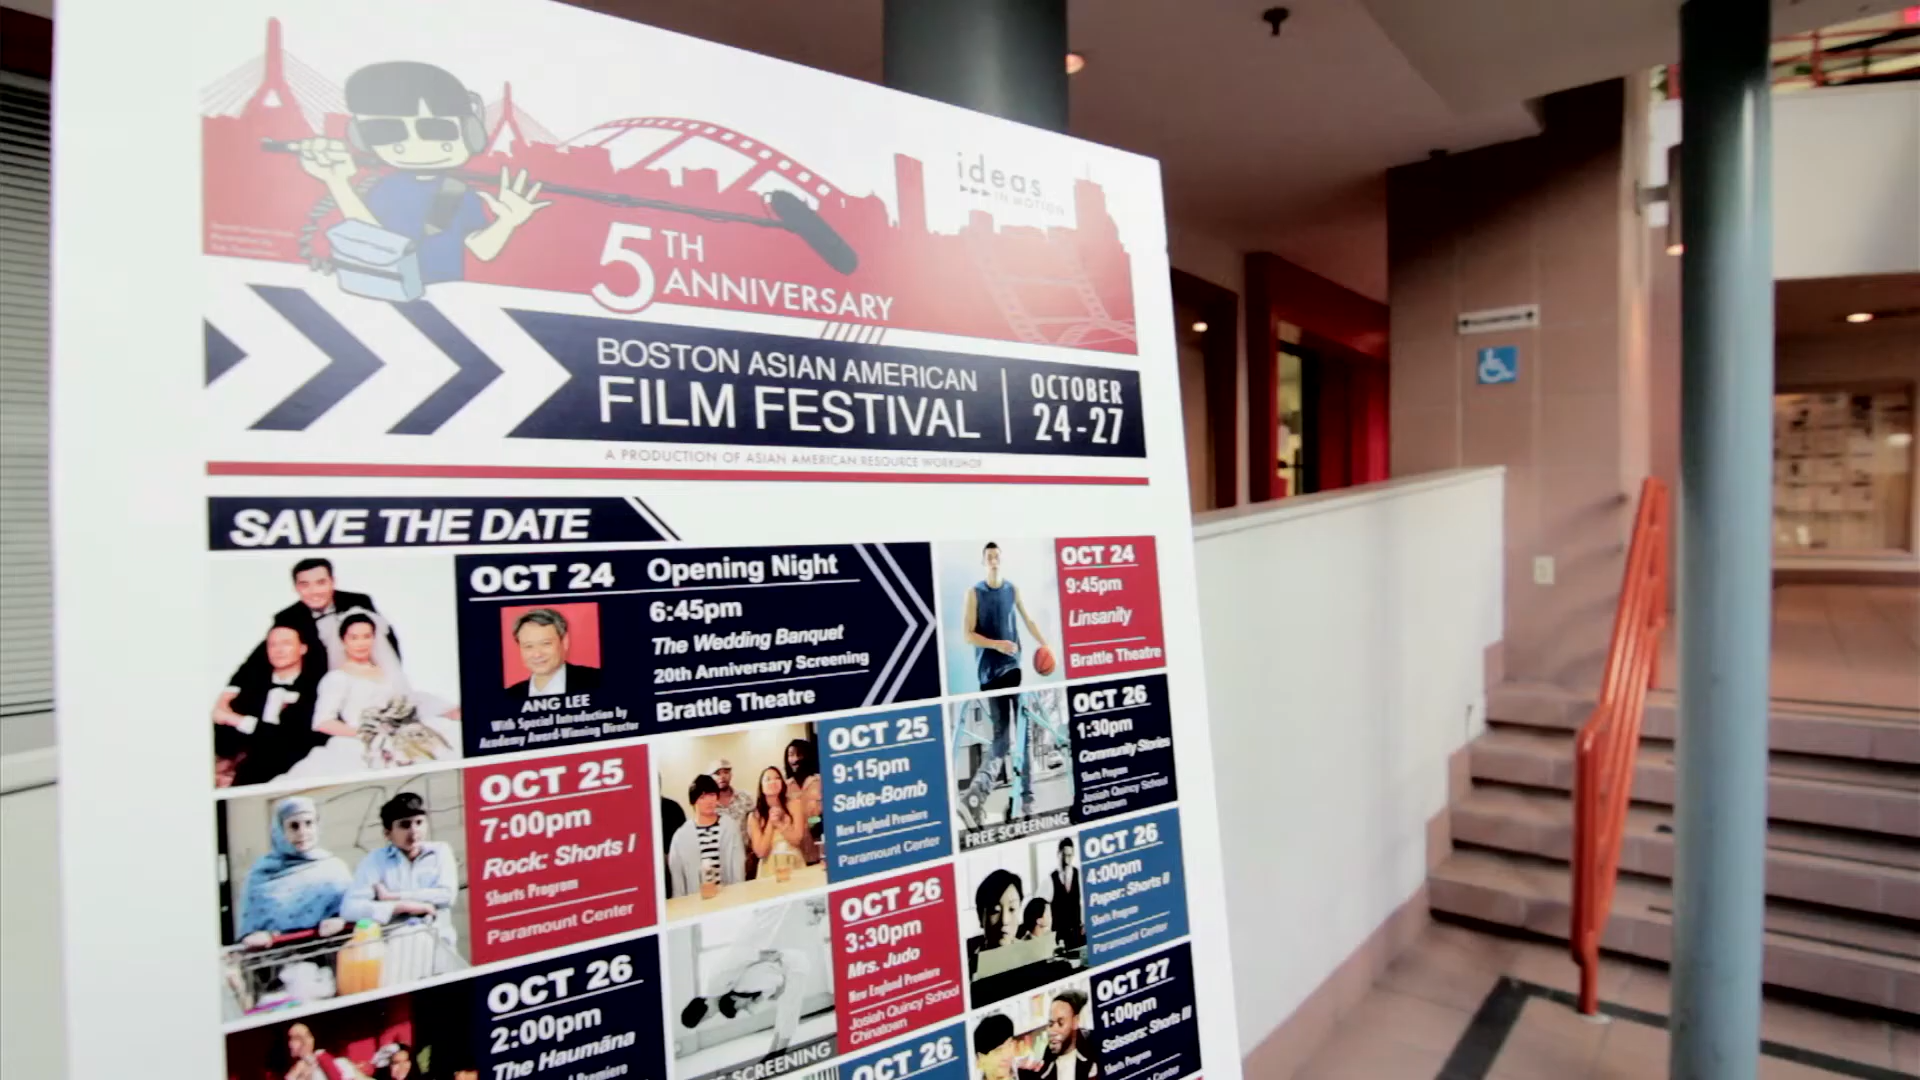 ideas
IN MOTION
5TH
ANNIVERSARY
BOSTON ASIAN AMERICAN
FILM FESTIVAL
OCTOBER
24-27
A PRODUCTION OF ASIAN AMERICAN RESOURCE WORKSHOP
SAVE THE DATE
OCT 24
ANG LEE
With Special Introduction by
Academy Award-Winning Director
Opening Night
6:45pm
The Wedding Banquet
20th Anniversary Screening
Brattle Theatre
OCT 24
9:45pm
Linsanity
Brattle Theatre
OCT 25
7:00pm
Rock: Shorts I
Shorts Program
Paramount Center
OCT 25
9:15pm
Sake-Bomb
New England Premiere
Paramount Center
FREE SCREENING
OCT 26
1:30pm
Community Stories
Shorts Program
Josiah Quincy School
Chinatown
OCT 26
2:00pm
The Haumāna
Premiere
SCREENING
OCT 26
3:30pm
Mrs. Judo
New England Premiere
Josiah Quincy School
Chinatown
OCT 26
4:00pm
Paper: Shorts II
Shorts Program
Paramount Center
OCT 26
OCT 27
1:00pm
Scissors: Shorts III
Shorts Program
Center